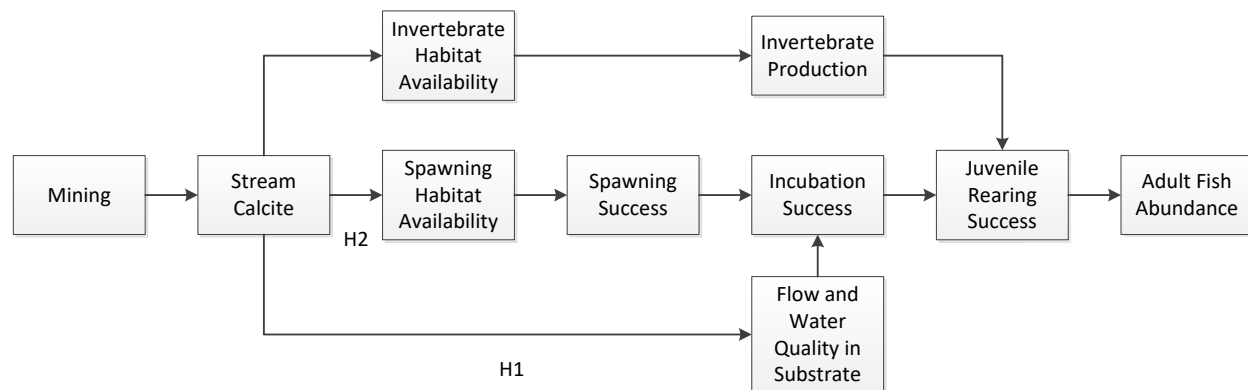 Invertebrate
Habitat
Availability
Invertebrate
Production
Mining
Stream
Calcite
Spawning
Habitat
Availability
Spawning
Success
Incubation
Success
Juvenile
Rearing
Success
Adult Fish
Abundance
H2
Flow and
Water
Quality in
Substrate
H1